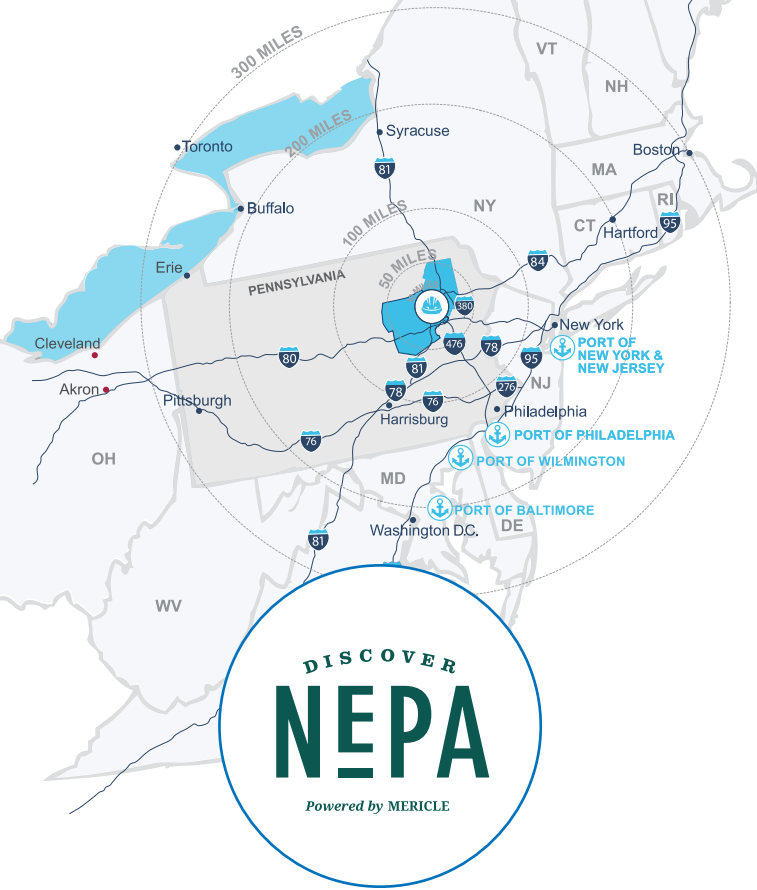 300 MILES
VT
NH
200 MILES
Syracuse
Toronto
Boston
81
MA
RI
100 MILES
NY
Buffalo
CT
Hartford
95
50 MILES
84
Erie
PENNSYLVANIA
380
New York
Cleveland
476
78
PORT OF
NEW YORK &
NEW JERSEY
80
95
81
Akron
78
276
NJ
Pittsburgh
76
Philadelphia
Harrisburg
PORT OF PHILADELPHIA
76
OH
PORT OF WILMINGTON
MD
PORT OF BALTIMORE
Washington D.C.
DE
81
WV
DISCOVER
NEPA
Powered by MERICLE